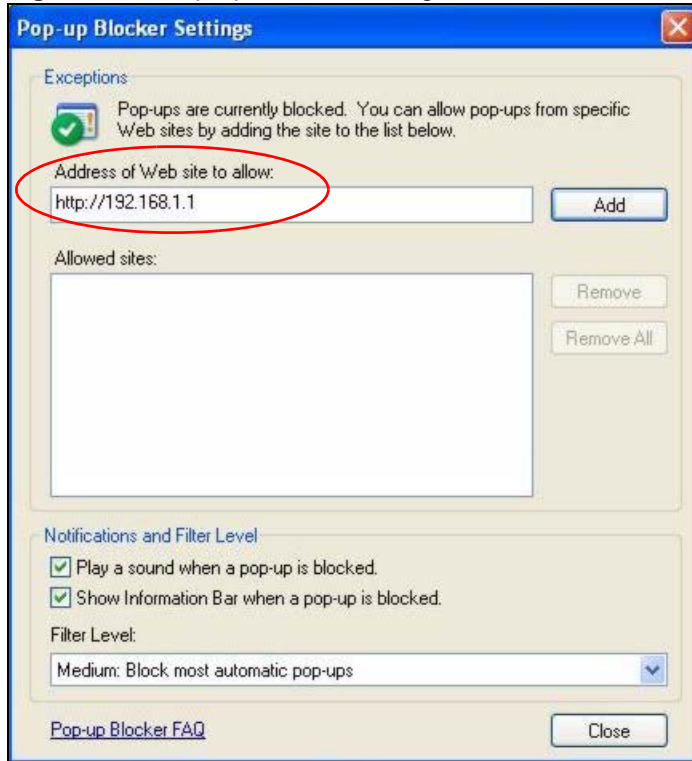 Pop-up Blocker Settings
Exceptions
Pop-ups are currently blocked. You can allow pop-ups from specific
Web sites by adding the site to the list below.
Address of Web site to allow:
http://192.168.1.1
Add
Allowed sites:
Remove
Remove All
Notifications and Filter Level
Play a sound when a pop-up is blocked.
Show Information Bar when a pop-up is blocked.
Filter Level:
Medium: Block most automatic pop-ups
Pop-up Blocker FAQ
Close